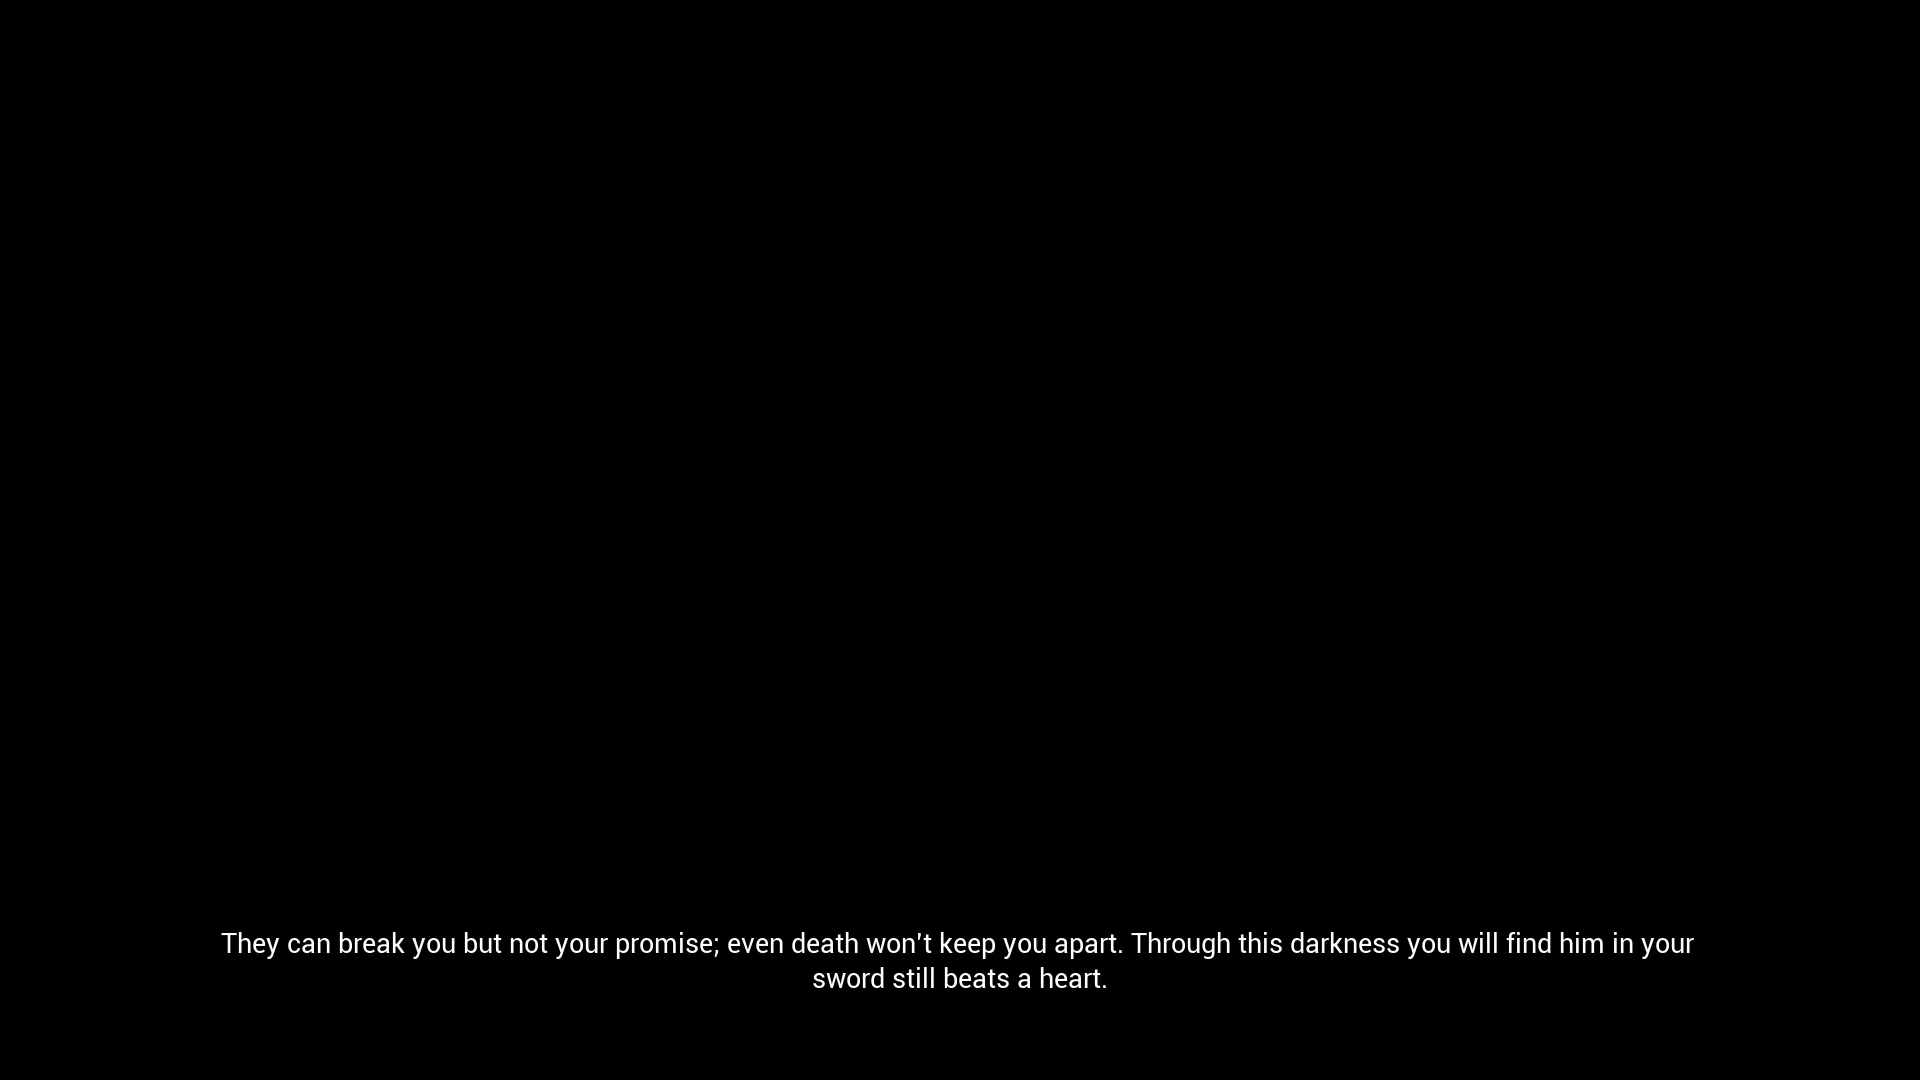 They can break you but not your promise; even death won't keep you apart. Through this darkness you will find him in your
sword still beats a heart.